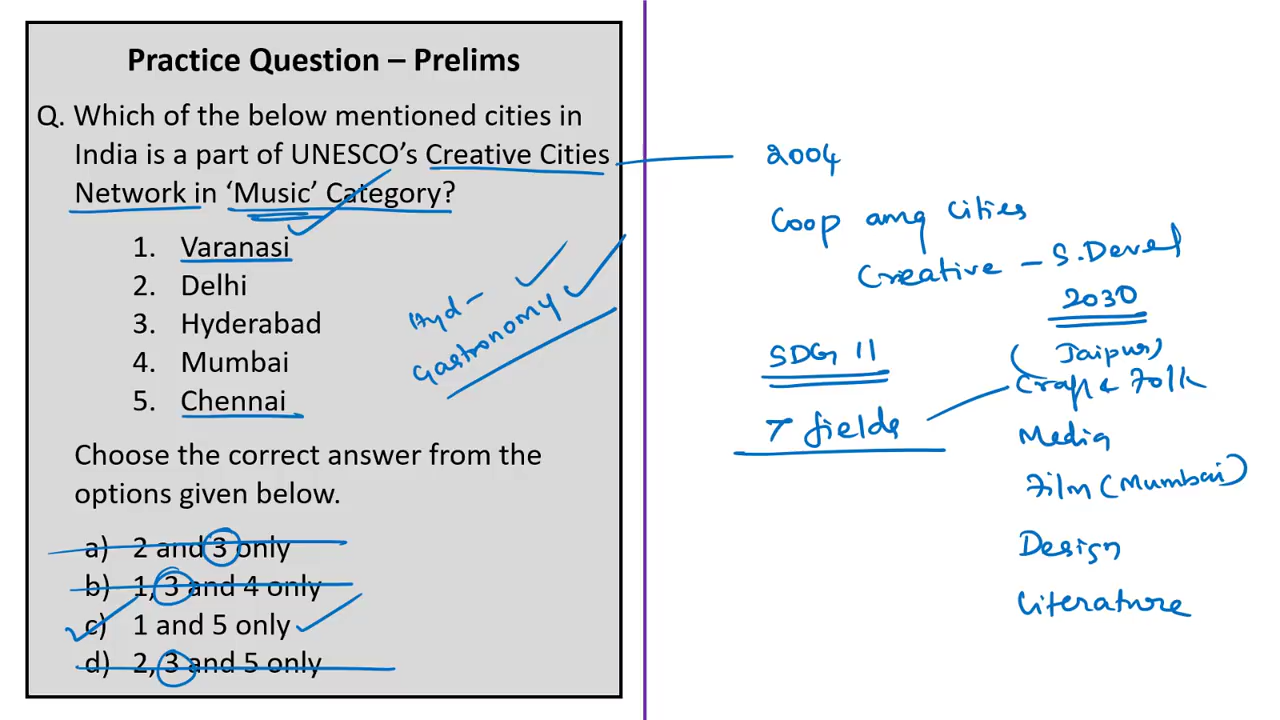 Practice Question – Prelims
Q. Which of the below mentioned cities in
India is a part of UNESCO's Creative Cities
Network in 'Music' Category?
1. Varanasi
2. Delhi
3. Hyderabad
4. Mumbai
5. Chennai
Hyd –
Gastronomy
Choose the correct answer from the
options given below.
a) 2 and 3 only
b) 1, 3 and 4 only
c) 1 and 5 only
d) 2, 3 and 5 only
2004
Coop amg cities
Creative – S.Devel
2030
SDG 11
7 fields
(Jaipur)
Craft & Folk
Media
Film (Mumbai)
Design
Literature